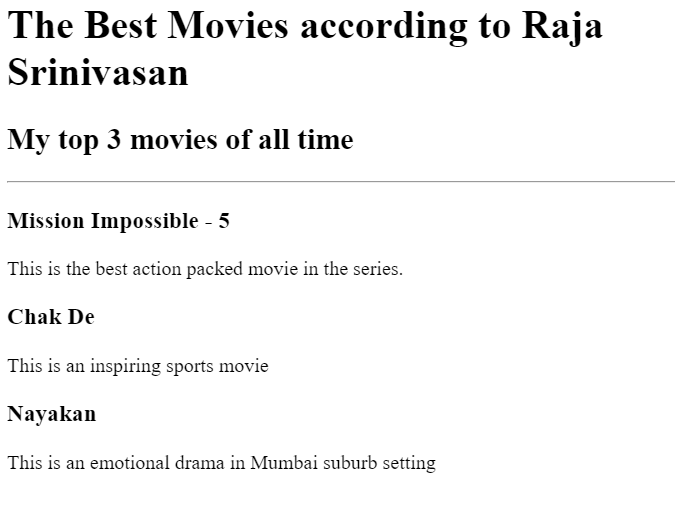 The Best Movies according to Raja
Srinivasan
My top 3 movies of all time
Mission Impossible - 5
This is the best action packed movie in the series.
Chak De
This is an inspiring sports movie
Nayakan
This is an emotional drama in Mumbai suburb setting